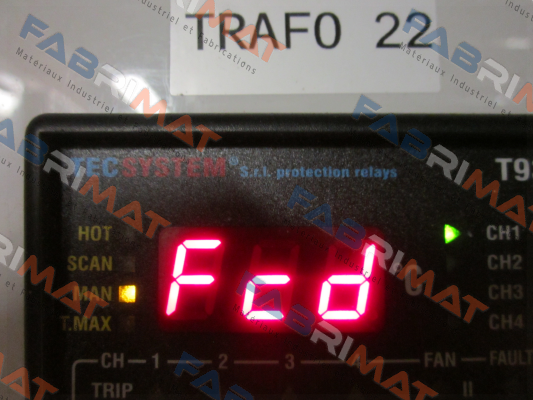 TRAFO 22
TECSYSTEM® S.r.l. protection relays
HOT
SCAN
MAN
T.MAX
Fcd
°C
CH1
CH2
CH3
CH4
CH 1 2 3 FAN FAULT
TRIP
FABRIMAT
Materiaux Industriel et Fabrications